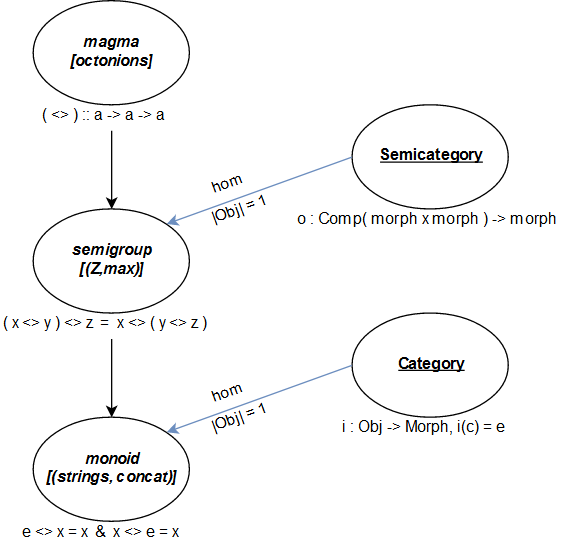 magma
[octonions]
( <> ) :: a -> a -> a
Semicategory
hom
|Obj| = 1
o : Comp( morph x morph ) -> morph
semigroup
[(Z,max)]
( x <> y ) <> z = x <> ( y <> z )
Category
hom
|Obj| = 1
i : Obj -> Morph, i(c) = e
monoid
[(strings, concat)]
e <> x = x & x <> e = x